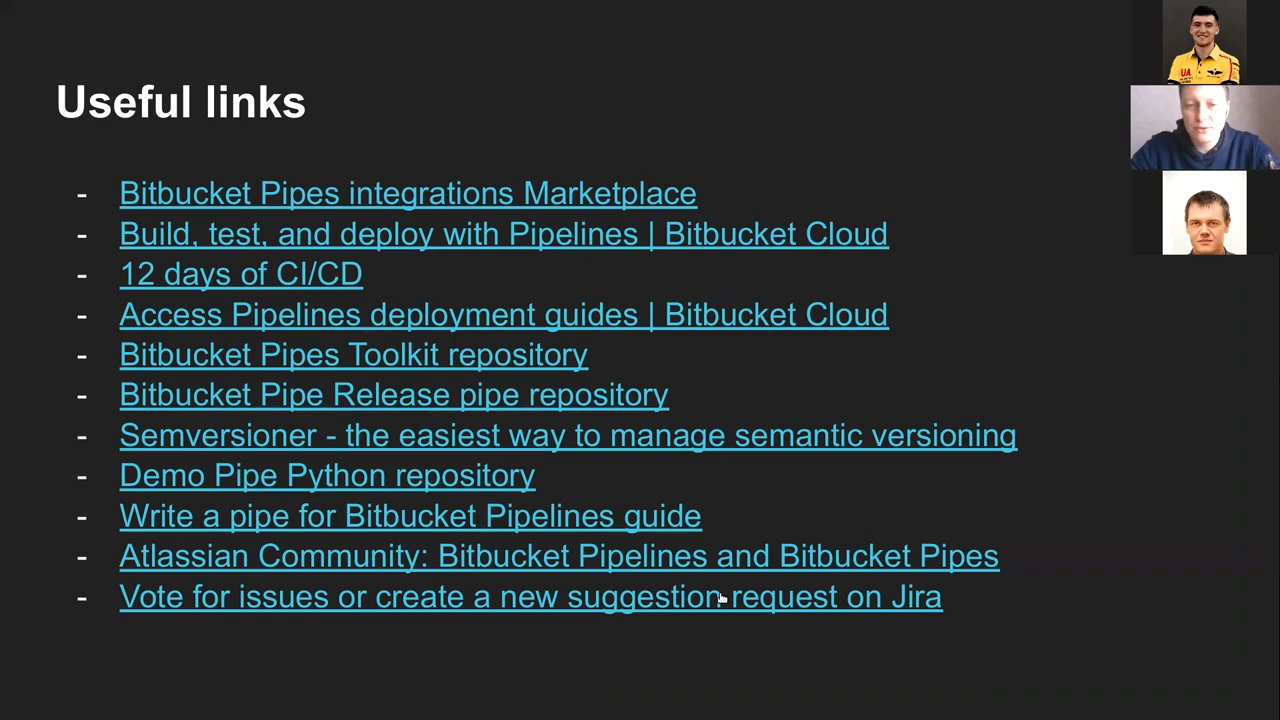 Useful links
- Bitbucket Pipes integrations Marketplace
- Build, test, and deploy with Pipelines | Bitbucket Cloud
- 12 days of CI/CD
- Access Pipelines deployment guides | Bitbucket Cloud
- Bitbucket Pipes Toolkit repository
- Bitbucket Pipe Release pipe repository
- Semversioner - the easiest way to manage semantic versioning
- Demo Pipe Python repository
- Write a pipe for Bitbucket Pipelines guide
- Atlassian Community: Bitbucket Pipelines and Bitbucket Pipes
- Vote for issues or create a new suggestion request on Jira
UA